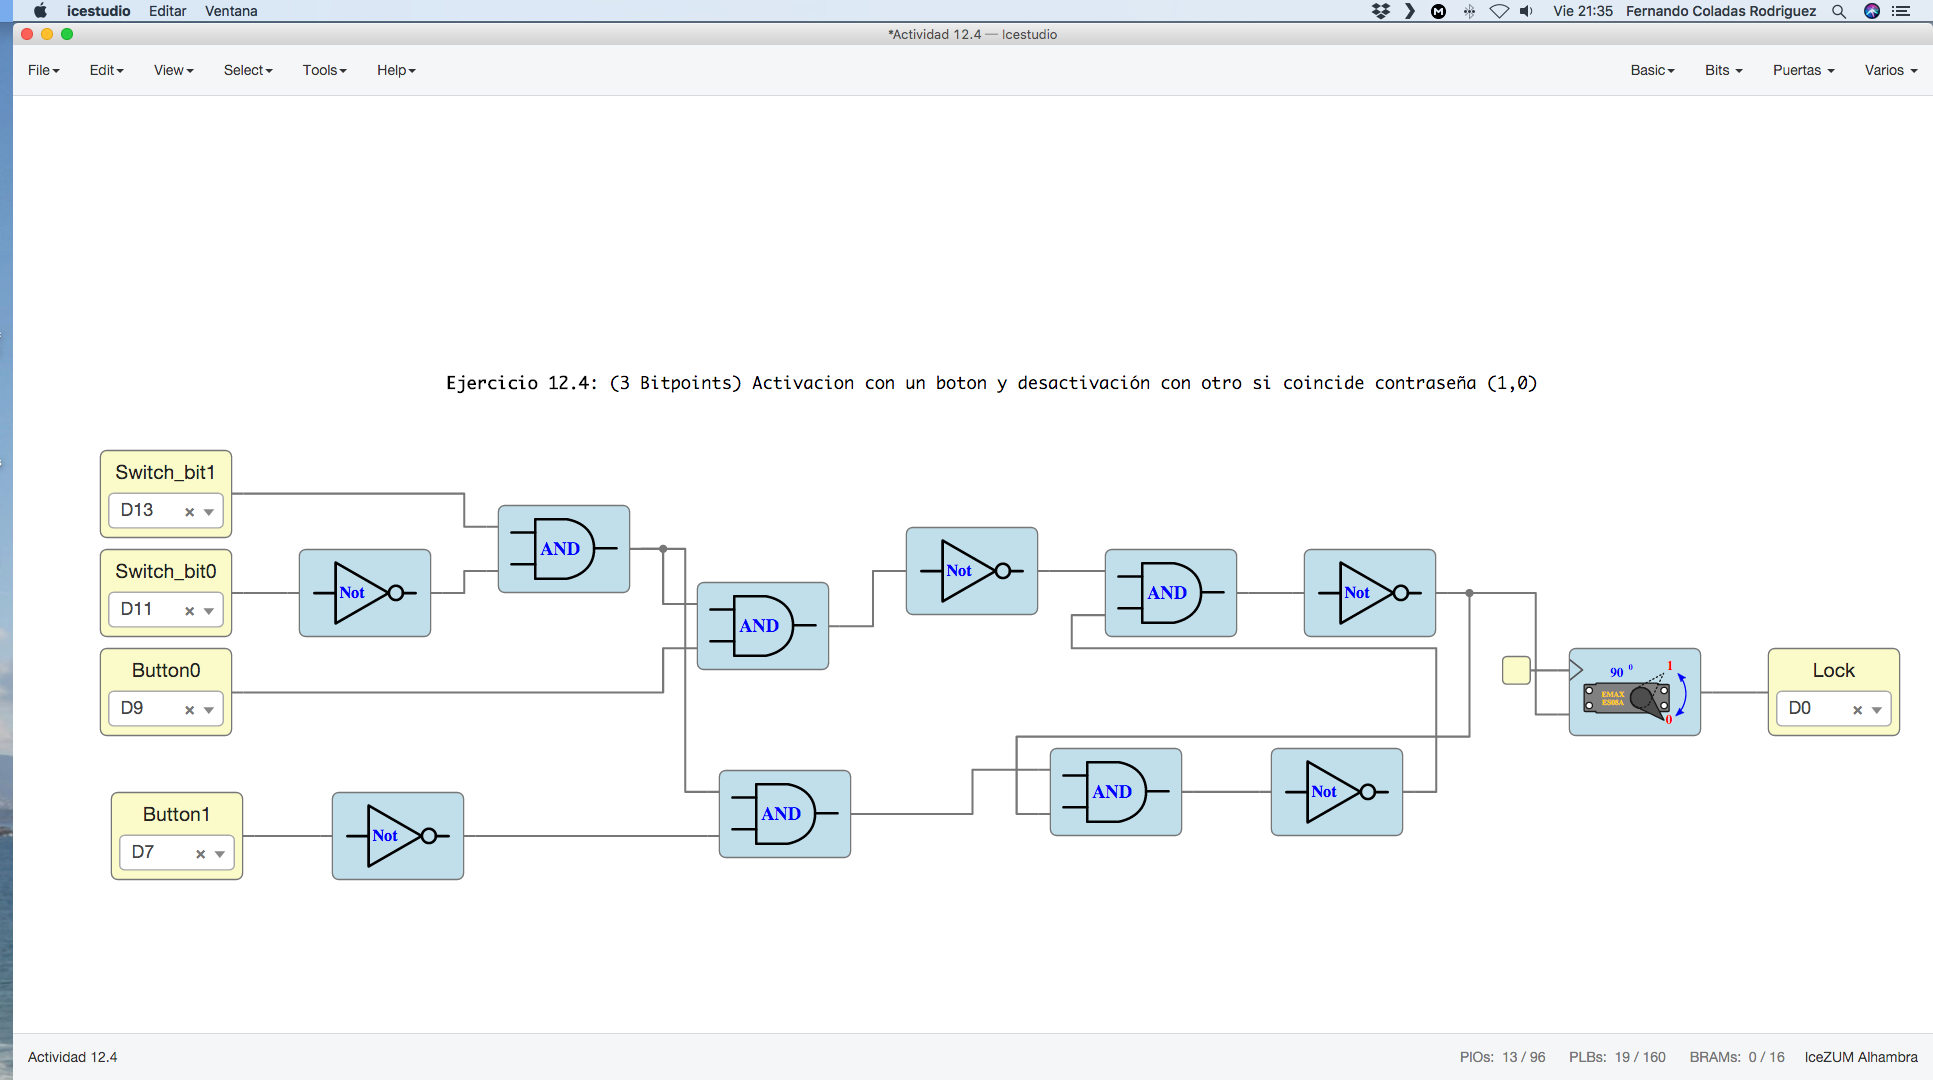 icestudio Editar Ventana
Vie 21:35 Fernando Coladas Rodriguez
*Actividad 12.4 — Icestudio
File Edit View Select Tools Help
Basic Bits Puertas Varios
Ejercicio 12.4: (3 Bitpoints) Activacion con un boton y desactivación con otro si coincide contraseña (1,0)
Switch_bit1
D13
Switch_bit0
D11
Button0
D9
Button1
D7
Not
AND
AND
Not
AND
Not
Not
AND
AND
Not
90 0
1
EMAX
ES08A
0
Lock
D0
Actividad 12.4
PIOs: 13 / 96 PLBs: 19 / 160 BRAMs: 0 / 16 IceZUM Alhambra